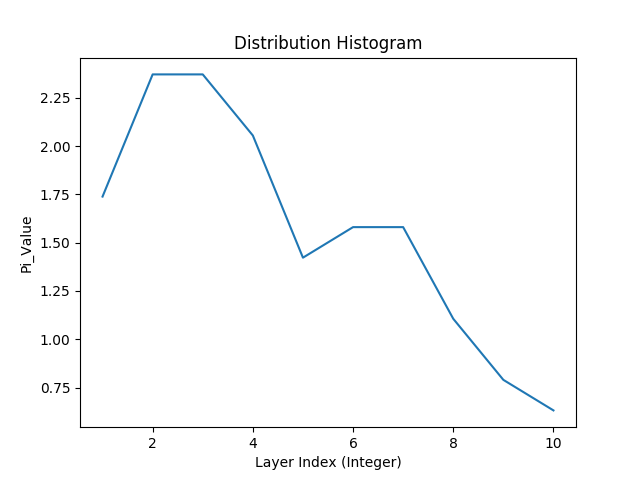 Distribution Histogram
Pi_Value
2.25
2.00
1.75
1.50
1.25
1.00
0.75
2 4 6 8 10
Layer Index (Integer)